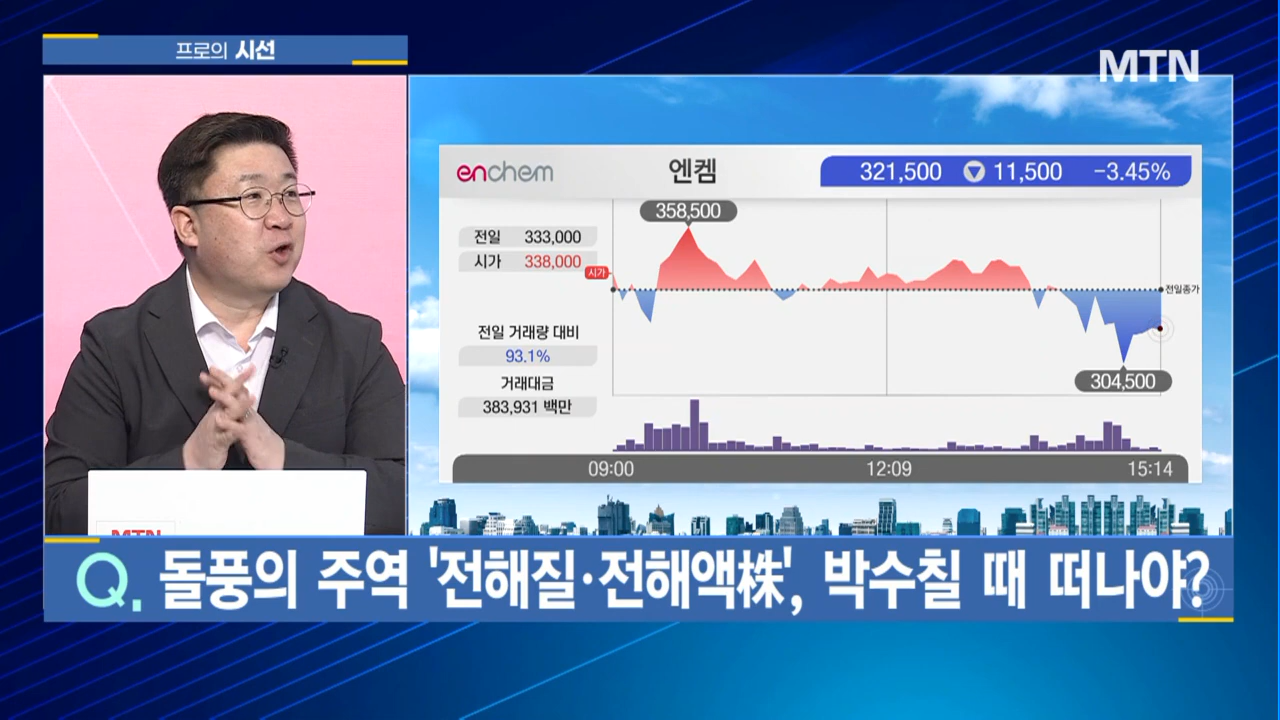 프로의 시선
MTN
enchem
엔켐
321,500 ▼ 11,500 -3.45%
358,500
전일 333,000
시가 338,000
시가
전일종가
전일 거래량 대비
93.1%
거래대금
383,931 백만
304,500
09:00 12:09 15:14
MTN
Q. 돌풍의 주역 '전해질·전해액株', 박수칠 때 떠나야?